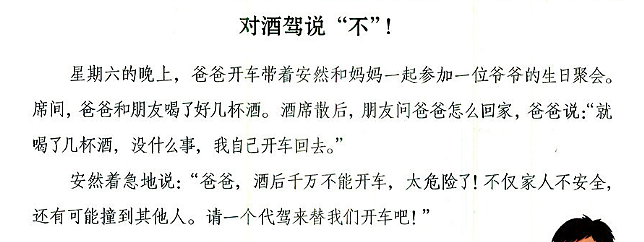 对酒驾说“不”！
星期六的晚上，爸爸开车带着安然和妈妈一起参加一位爷爷的生日聚会。
席间，爸爸和朋友喝了好几杯酒。酒席散后，朋友问爸爸怎么回家，爸爸说：“就
喝了几杯酒，没什么事，我自己开车回去。”
安然着急地说：“爸爸，酒后千万不能开车，太危险了！不仅家人不安全，
还有可能撞到其他人。请一个代驾来替我们开车吧！”